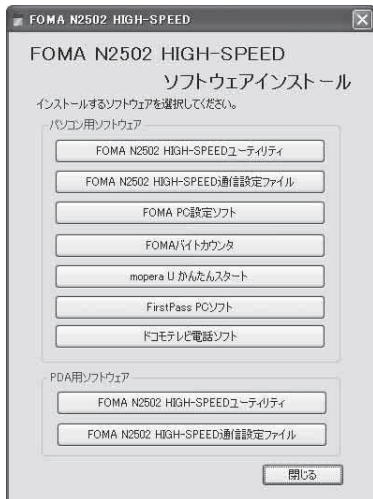 FOMA N2502 HIGH-SPEED
FOMA N2502 HIGH-SPEED
ソフトウェアインストール
インストールするソフトウェアを選択してください。
パソコン用ソフトウェア
FOMA N2502 HIGH-SPEEDユーティリティ
FOMA N2502 HIGH-SPEED通信設定ファイル
FOMA PC設定ソフト
FOMAバイトカウンタ
mopera U かんたんスタート
FirstPass PCソフト
ドコモテレビ電話ソフト
PDA用ソフトウェア
FOMA N2502 HIGH-SPEEDユーティリティ
FOMA N2502 HIGH-SPEED通信設定ファイル
閉じる